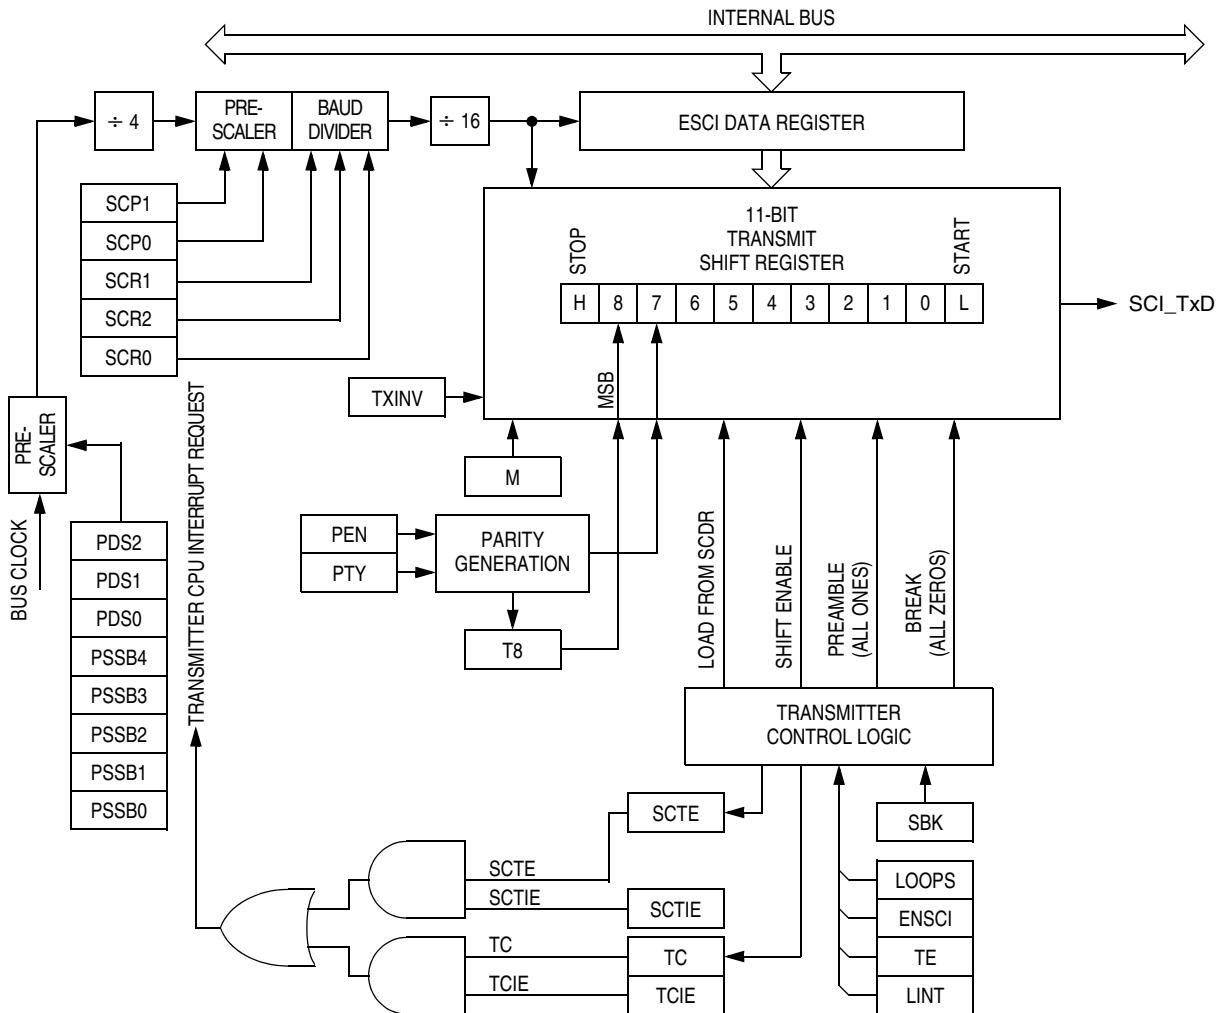 INTERNAL BUS
÷ 4
PRE-
SCALER
BAUD
DIVIDER
÷ 16
ESCI DATA REGISTER
SCP1
SCP0
SCR1
SCR2
SCR0
11-BIT
TRANSMIT
SHIFT REGISTER
STOP
START
H 8 7 6 5 4 3 2 1 0 L
SCI_TxD
TXINV
MSB
M
PRE-
SCALER
BUS CLOCK
TRANSMITTER CPU INTERRUPT REQUEST
PDS2
PDS1
PDS0
PSSB4
PSSB3
PSSB2
PSSB1
PSSB0
PEN
PTY
PARITY
GENERATION
T8
LOAD FROM SCDR
SHIFT ENABLE
PREAMBLE
(ALL ONES)
BREAK
(ALL ZEROS)
TRANSMITTER
CONTROL LOGIC
SCTE
SBK
SCTE
SCTIE
SCTIE
TC
TC
TCIE
TCIE
LOOPS
ENSCI
TE
LINT